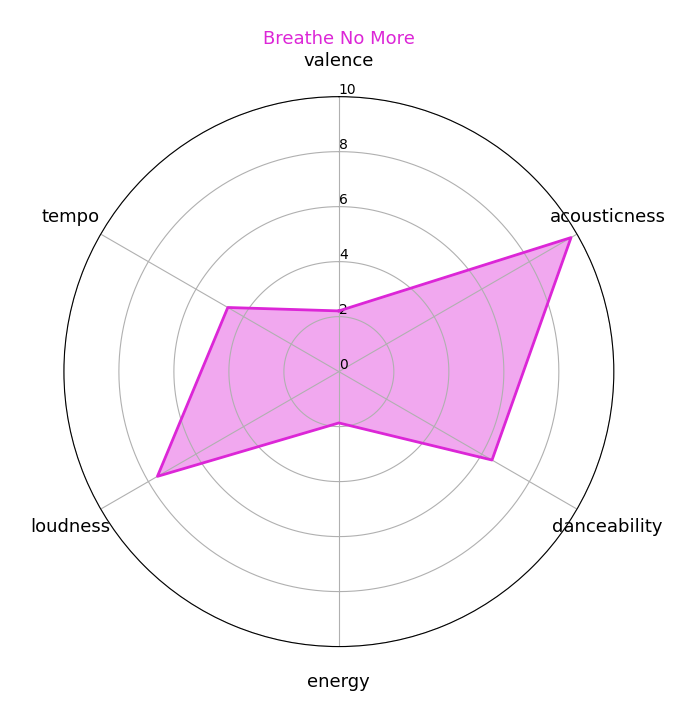 Breathe No More
valence
10
8
6
4
2
0
tempo
acousticness
loudness
danceability
energy